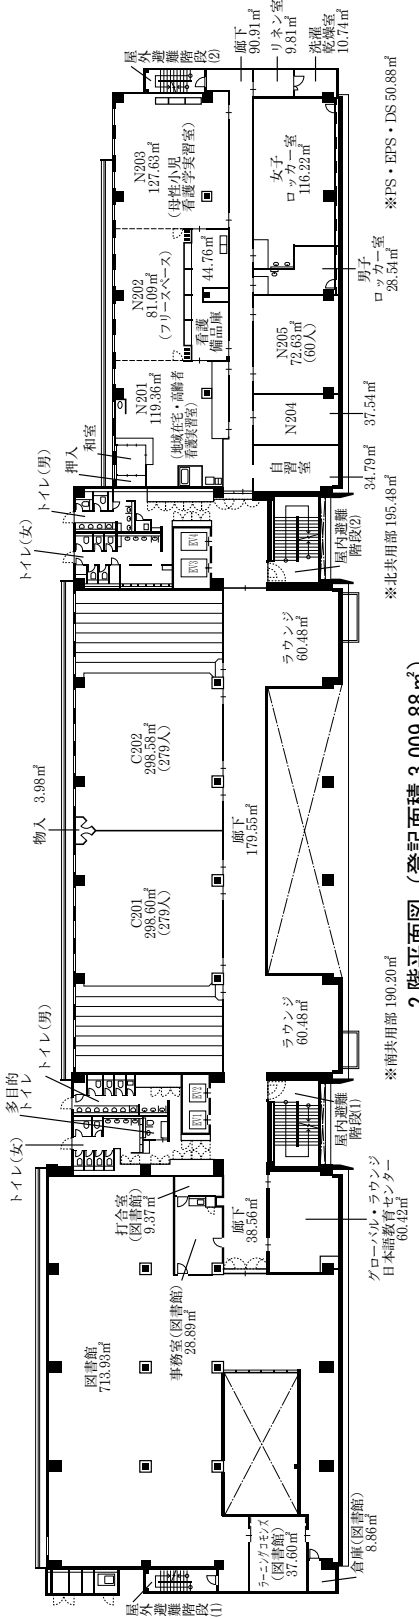 屋外避難階段(2)
廊下
90.91㎡
リネン室
9.81㎡
洗濯
乾燥室
10.74㎡
N203
127.63㎡
(母性小児
看護学実習室)
女子
ロッカー室
116.22㎡
※PS・EPS・DS 50.88㎡
N202
81.09㎡
(フリースペース)
44.76㎡
看護
備品庫
男子
ロッカー室
28.54㎡
N205
72.63㎡
(60人)
N201
119.36㎡
(地域在宅・高齢者
看護実習室)
和室
押入
N204
37.54㎡
自習室
34.79㎡
トイレ(男)
トイレ(女)
EV4
EV3
屋内避難
階段(2)
※北共用部 195.48㎡
ラウンジ
60.48㎡
C202
298.58㎡
(279人)
物入 3.98㎡
廊下
179.55㎡
C201
298.60㎡
(279人)
2階平面図(登記面積 3,009.88㎡)
ラウンジ
60.48㎡
※南共用部 190.20㎡
トイレ(男)
多目的
トイレ
トイレ(女)
EV2
EV1
屋内避難
階段(1)
打合室
(図書館)
9.37㎡
廊下
38.56㎡
グローバル・ラウンジ
日本語教育センター
60.42㎡
事務室(図書館)
28.89㎡
図書館
713.93㎡
ラーニングコモンズ
(図書館)
37.60㎡
倉庫(図書館)
8.86㎡
屋外避難階段(1)